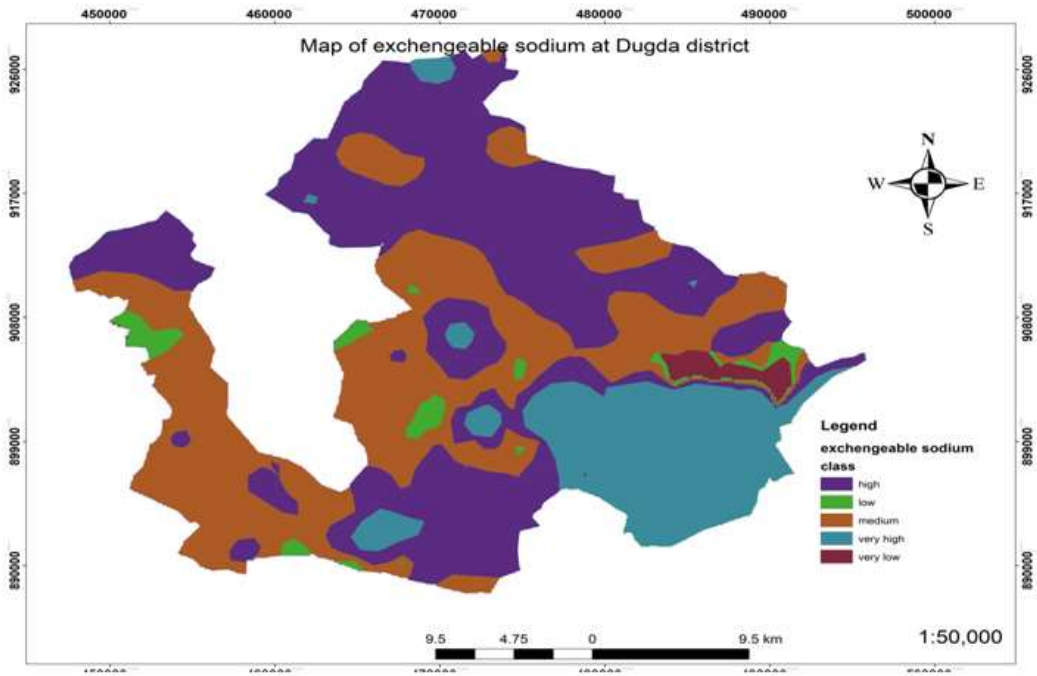 450000 460000 470000 480000 490000 500000
Map of exchengeable sodium at Dugda district
926000 926000
N
W E
S
917000 917000
908000 908000
899000 899000
890000 890000
Legend
exchengeable sodium
class
high
low
medium
very high
very low
9.5 4.75 0 9.5 km
1:50,000